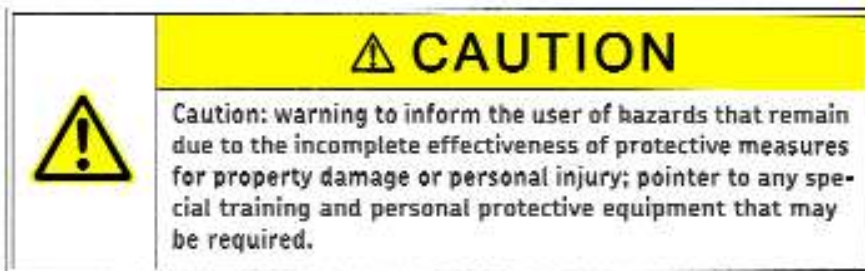 CAUTION
Caution: warning to inform the user of hazards that remain
due to the incomplete effectiveness of protective measures
for property damage or personal injury; pointer to any spe-
cial training and personal protective equipment that may
be required.